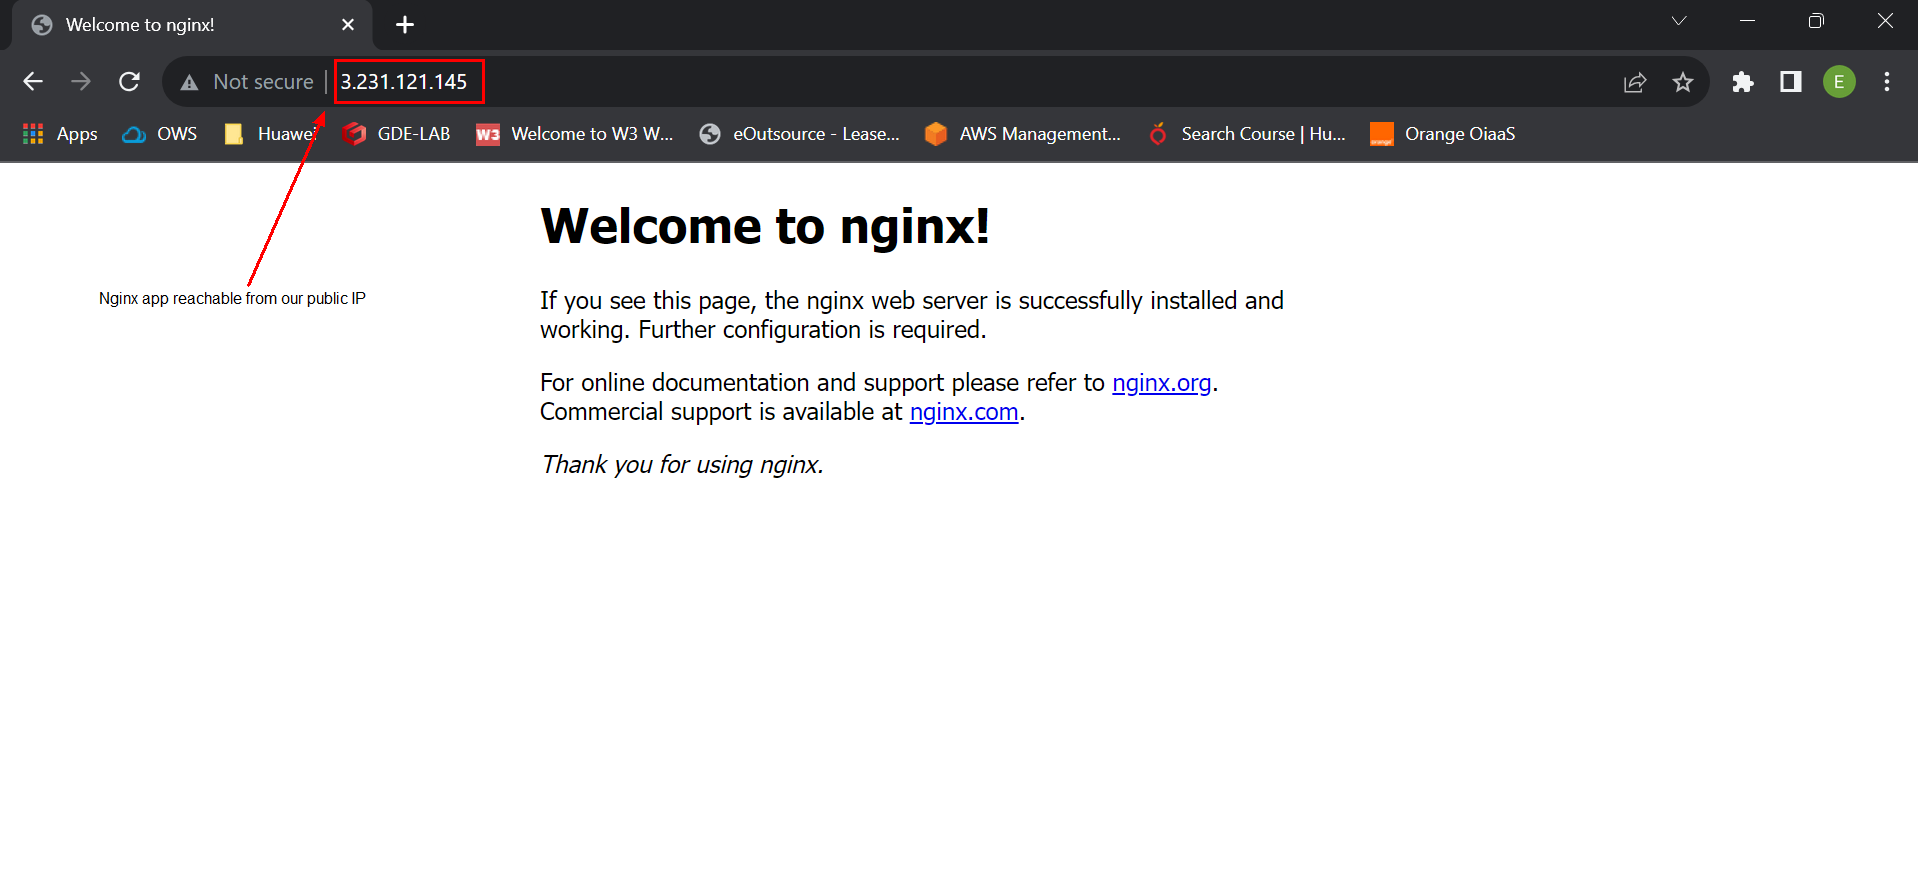 Welcome to nginx!
Not secure
3.231.121.145
E
Apps
OWS
Huawei
GDE-LAB
W3
Welcome to W3 W...
eOutsource - Lease...
AWS Management...
Search Course | Hu...
orange
Orange OiaaS
Welcome to nginx!
Nginx app reachable from our public IP
If you see this page, the nginx web server is successfully installed and
working. Further configuration is required.
For online documentation and support please refer to nginx.org.
Commercial support is available at nginx.com.
Thank you for using nginx.